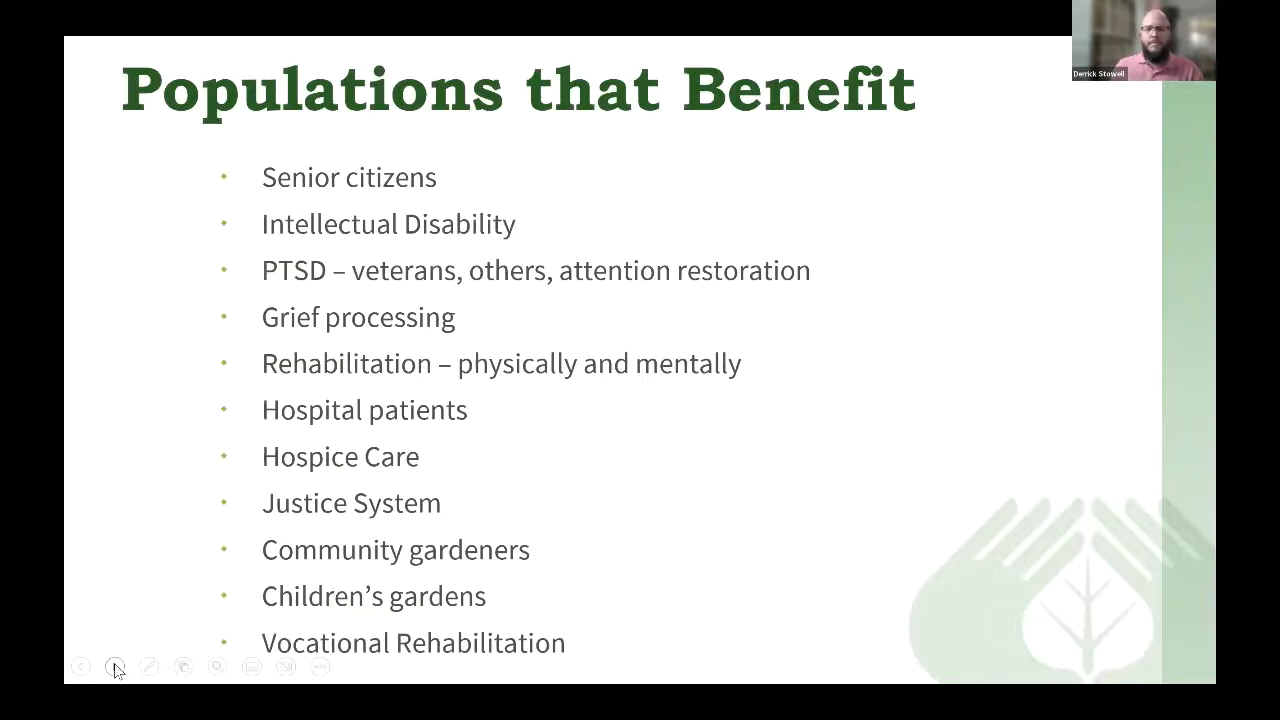 Derrick Stowell
Populations that Benefit
Senior citizens
Intellectual Disability
PTSD – veterans, others, attention restoration
Grief processing
Rehabilitation – physically and mentally
Hospital patients
Hospice Care
Justice System
Community gardeners
Children’s gardens
Vocational Rehabilitation